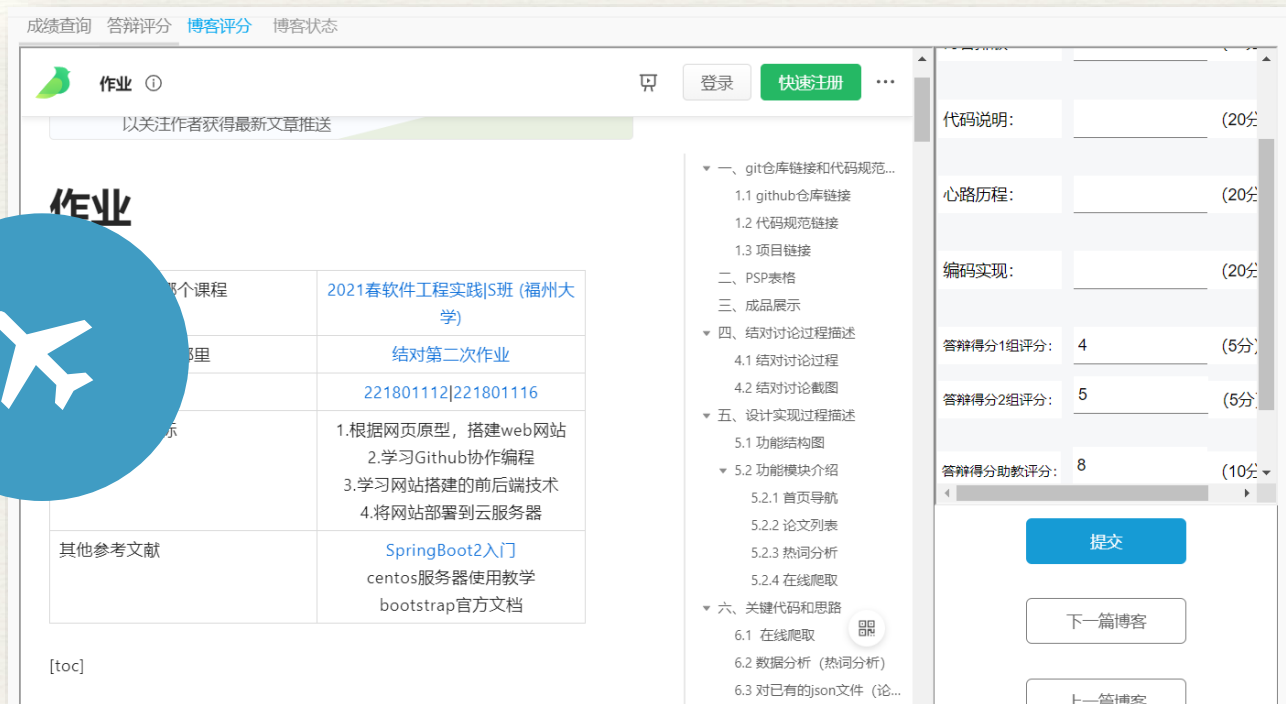 成绩查询 答辩评分 博客评分 博客状态
作业
登录
快速注册
以关注作者获得最新文章推送
作业
个课程
2021春软件工程实践|S班 (福州大
学)
里
结对第二次作业
221801112|221801116
1.根据网页原型，搭建web网站
2.学习Github协作编程
3.学习网站搭建的前后端技术
4.将网站部署到云服务器
其他参考文献
SpringBoot2入门
centos服务器使用教学
bootstrap官方文档
[toc]
一、git仓库链接和代码规范...
1.1 github仓库链接
1.2 代码规范链接
1.3 项目链接
二、PSP表格
三、成品展示
四、结对讨论过程描述
4.1 结对讨论过程
4.2 结对讨论截图
五、设计实现过程描述
5.1 功能结构图
5.2 功能模块介绍
5.2.1 首页导航
5.2.2 论文列表
5.2.3 热词分析
5.2.4 在线爬取
六、关键代码和思路
6.1 在线爬取
6.2 数据分析（热词分析）
6.3 对已有的json文件（论...
代码说明: (20分
心路历程: (20分
编码实现: (20分
答辩得分1组评分: 4 (5分)
答辩得分2组评分: 5 (5分)
答辩得分助教评分: 8 (10分
提交
下一篇博客
上一篇博客